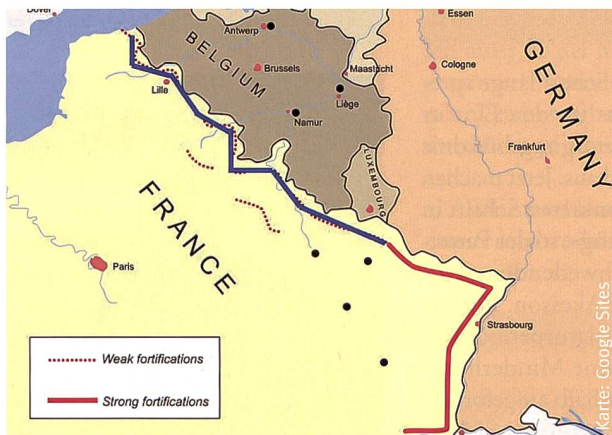 Dover
Antwerp
Essen
BELGIUM
Brussels
Maastricht
Cologne
GERMANY
Lille
Liège
Namur
Frankfurt
LUXEMBOURG
FRANCE
Paris
Strasbourg
Weak fortifications
Strong fortifications
Karte: Google Sites